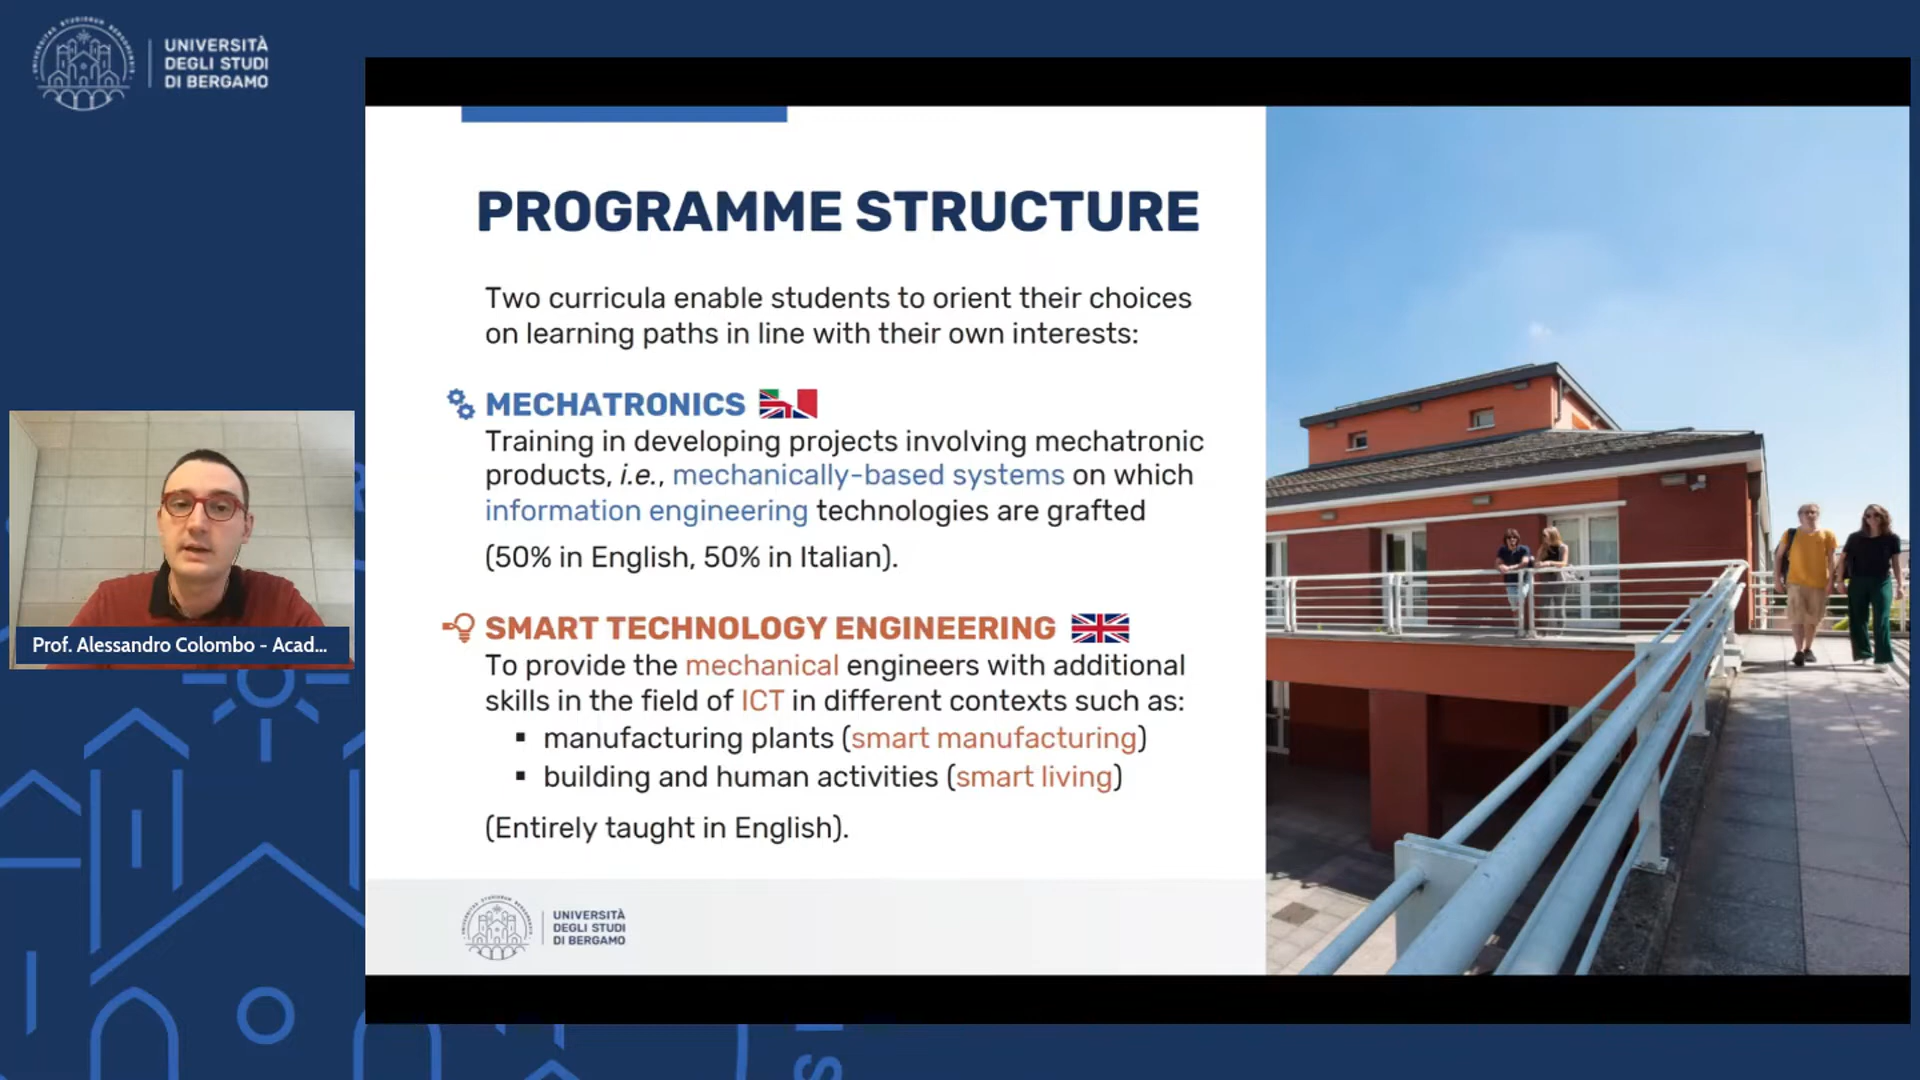 UNIVERSITÀ
DEGLI STUDI
DI BERGAMO
PROGRAMME STRUCTURE
Two curricula enable students to orient their choices
on learning paths in line with their own interests:
MECHATRONICS
Training in developing projects involving mechatronic
products, i.e., mechanically-based systems on which
information engineering technologies are grafted
(50% in English, 50% in Italian).
SMART TECHNOLOGY ENGINEERING
To provide the mechanical engineers with additional
skills in the field of ICT in different contexts such as:
▪ manufacturing plants (smart manufacturing)
▪ building and human activities (smart living)
(Entirely taught in English).
UNIVERSITÀ
DEGLI STUDI
DI BERGAMO
Prof. Alessandro Colombo - Acad...